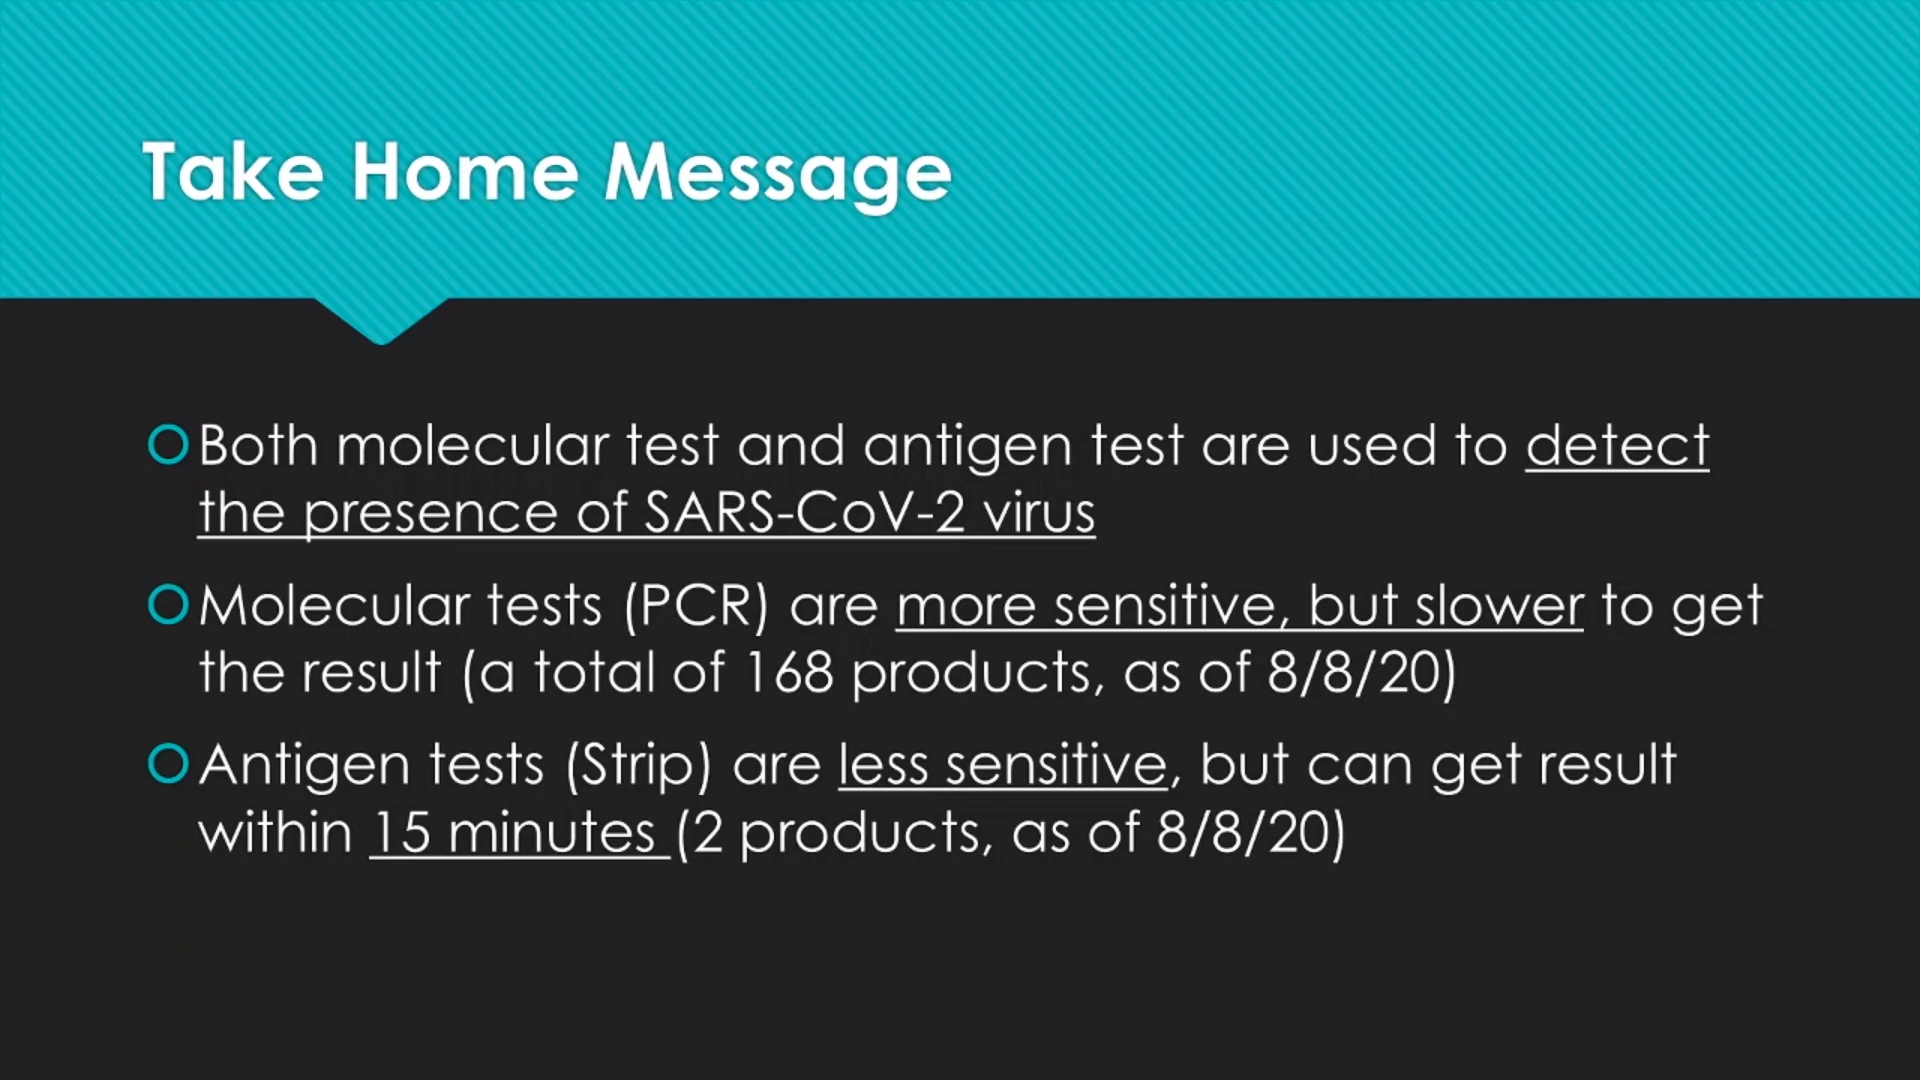 Take Home Message
Both molecular test and antigen test are used to detect
the presence of SARS-CoV-2 virus
Molecular tests (PCR) are more sensitive, but slower to get
the result (a total of 168 products, as of 8/8/20)
Antigen tests (Strip) are less sensitive, but can get result
within 15 minutes (2 products, as of 8/8/20)